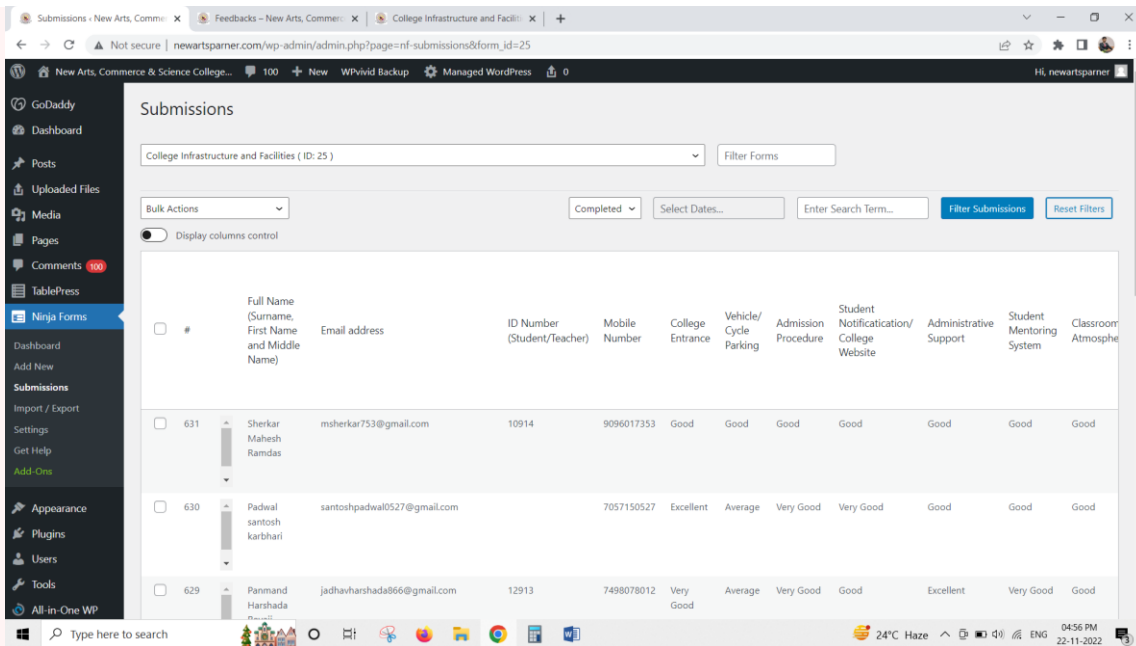 Submissions ‹ New Arts, Commer
Feedbacks – New Arts, Commerc
College Infrastructure and Faciliti
Not secure | newartsparner.com/wp-admin/admin.php?page=nf-submissions&form_id=25
New Arts, Commerce & Science College... 100 + New WPvivid Backup Managed WordPress 0 Hi, newartsparner
GoDaddy
Dashboard
Posts
Uploaded Files
Media
Pages
Comments 100
TablePress
Ninja Forms
Dashboard
Add New
Submissions
Import / Export
Settings
Get Help
Add-Ons
Appearance
Plugins
Users
Tools
All-in-One WP
Submissions
College Infrastructure and Facilities ( ID: 25 ) Filter Forms
Bulk Actions Completed Select Dates... Enter Search Term... Filter Submissions Reset Filters
Display columns control
#
Full Name
(Surname,
First Name
and Middle
Name)
Email address
ID Number
(Student/Teacher)
Mobile
Number
College
Entrance
Vehicle/
Cycle
Parking
Admission
Procedure
Student
Notificatication/
College
Website
Administrative
Support
Student
Mentoring
System
Classroom
Atmosphe
631 Sherkar msherkar753@gmail.com 10914 9096017353 Good Good Good Good Good Good Good
Mahesh
Ramdas
630 Padwal santoshpadwal0527@gmail.com 7057150527 Excellent Average Very Good Very Good Good Good Good
santosh
karbhari
629 Panmand jadhavharshada866@gmail.com 12913 7498078012 Very Average Very Good Good Excellent Very Good Good
Harshada Good
Type here to search 24°C Haze ENG 04:56 PM
22-11-2022
3